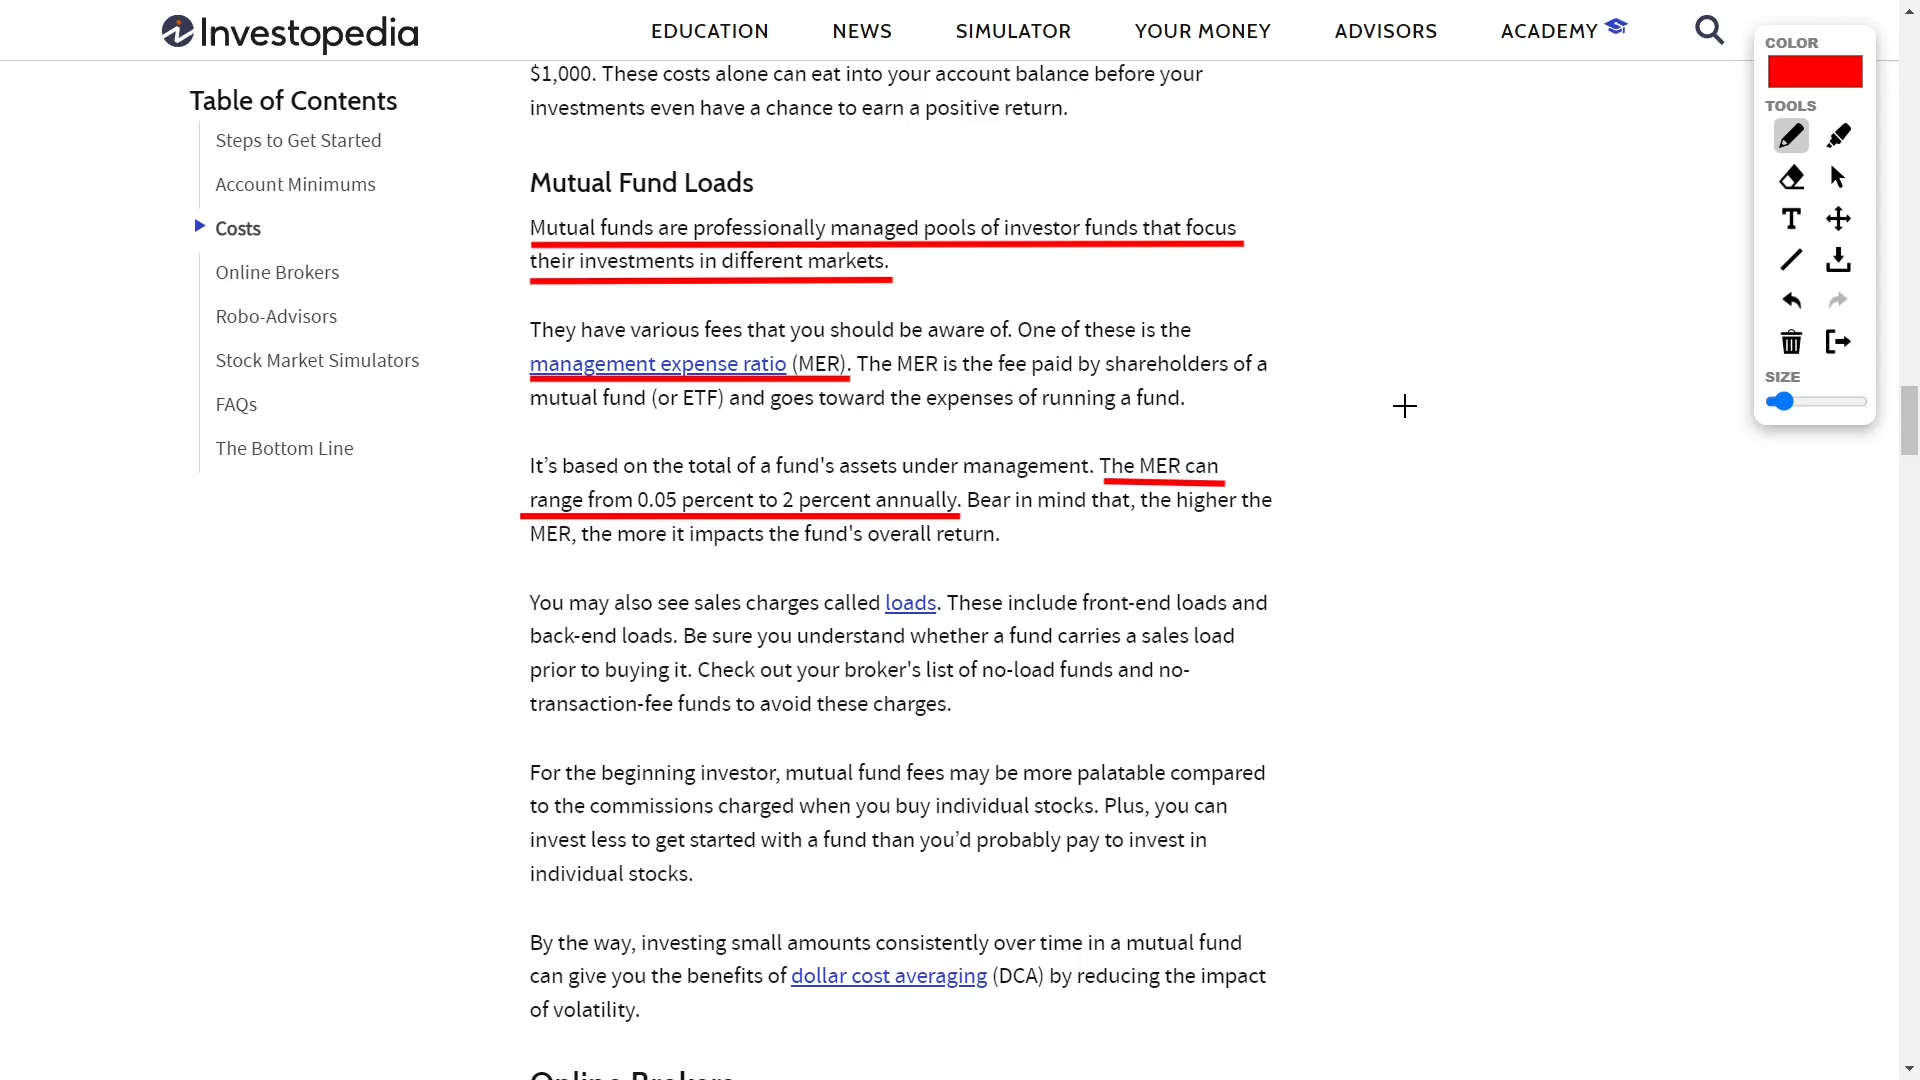 Investopedia
EDUCATION
NEWS
SIMULATOR
YOUR MONEY
ADVISORS
ACADEMY
COLOR
TOOLS
T
SIZE
Table of Contents
Steps to Get Started
Account Minimums
Costs
Online Brokers
Robo-Advisors
Stock Market Simulators
FAQs
The Bottom Line
$1,000. These costs alone can eat into your account balance before your
investments even have a chance to earn a positive return.
Mutual Fund Loads
Mutual funds are professionally managed pools of investor funds that focus
their investments in different markets.
They have various fees that you should be aware of. One of these is the
management expense ratio (MER). The MER is the fee paid by shareholders of a
mutual fund (or ETF) and goes toward the expenses of running a fund.
It’s based on the total of a fund's assets under management. The MER can
range from 0.05 percent to 2 percent annually. Bear in mind that, the higher the
MER, the more it impacts the fund's overall return.
You may also see sales charges called loads. These include front-end loads and
back-end loads. Be sure you understand whether a fund carries a sales load
prior to buying it. Check out your broker's list of no-load funds and no-
transaction-fee funds to avoid these charges.
For the beginning investor, mutual fund fees may be more palatable compared
to the commissions charged when you buy individual stocks. Plus, you can
invest less to get started with a fund than you’d probably pay to invest in
individual stocks.
By the way, investing small amounts consistently over time in a mutual fund
can give you the benefits of dollar cost averaging (DCA) by reducing the impact
of volatility.
Online Brokers